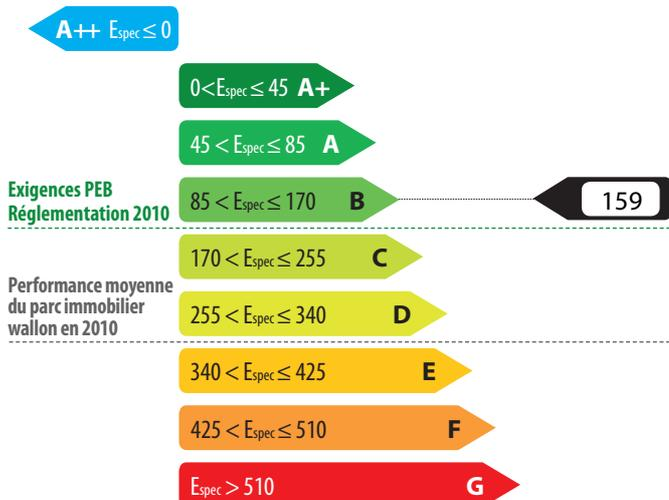 A++ Espec ≤ 0
0<Espec ≤ 45 A+
45 < Espec ≤ 85 A
Exigences PEB
Réglementation 2010
85 < Espec ≤ 170 B
159
170 < Espec ≤ 255 C
Performance moyenne
du parc immobilier
wallon en 2010
255 < Espec ≤ 340 D
340 < Espec ≤ 425 E
425 < Espec ≤ 510 F
Espec > 510 G